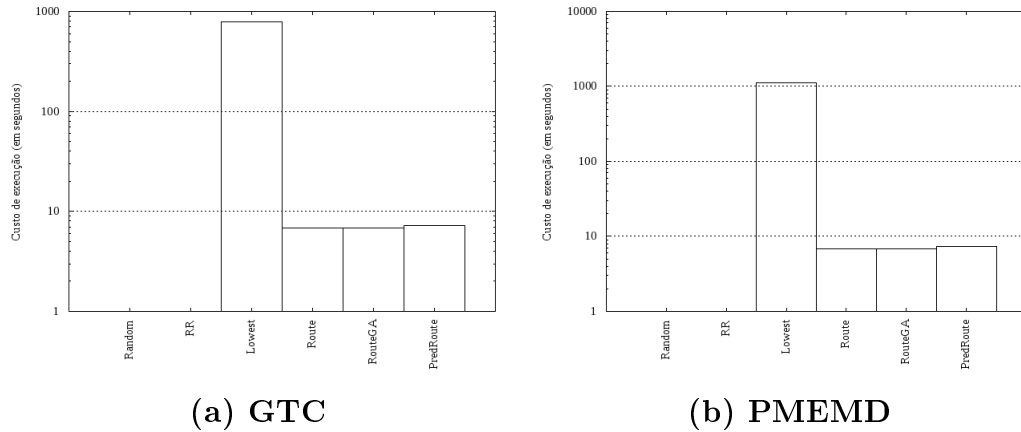 1000
100
10
1
Custo de execução (em segundos)
Random
RR
Lowest
Route
RouteGA
PredRoute
(a) GTC
10000
1000
100
10
1
Custo de execução (em segundos)
Random
RR
Lowest
Route
RouteGA
PredRoute
(b) PMEMD